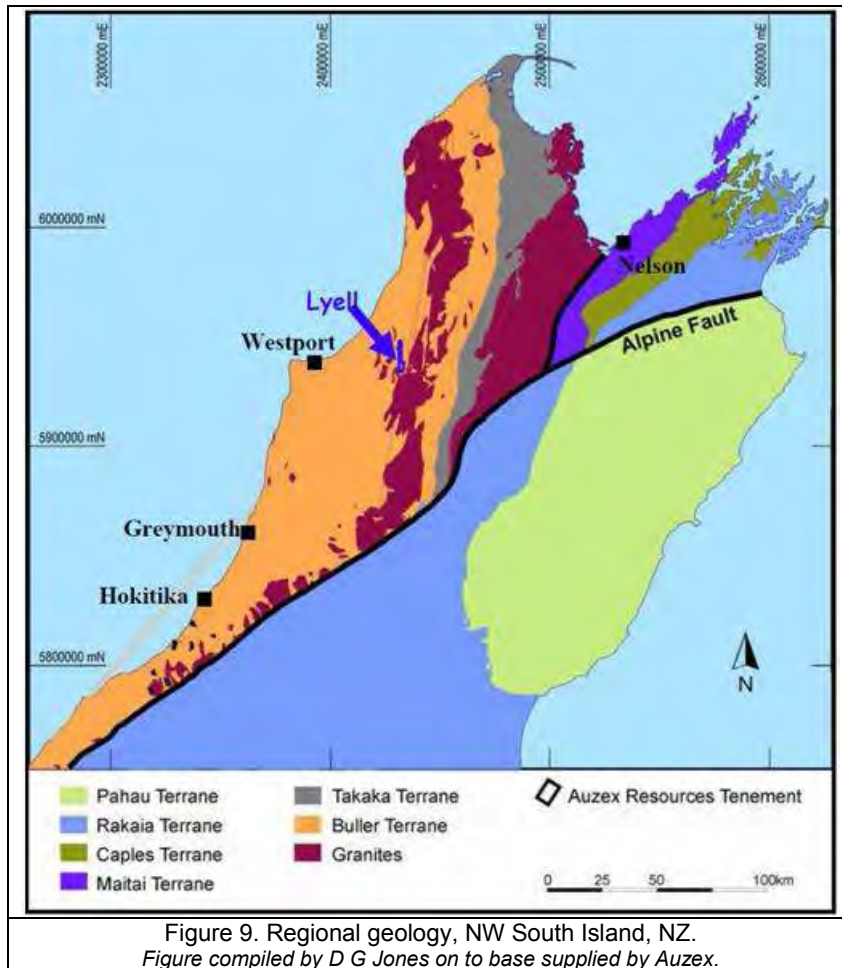 2300000 mE
2400000 mE
2500000 mE
2600000 mE
6000000 mN
Nelson
Lyell
Alpine Fault
Westport
5900000 mN
Greymouth
Hokitika
5800000 mN
N
Pahau Terrane
Rakaia Terrane
Caples Terrane
Maitai Terrane
Takaka Terrane
Buller Terrane
Granites
Auzex Resources Tenement
0 25 50 100km
Figure 9. Regional geology, NW South Island, NZ.
Figure compiled by D G Jones on to base supplied by Auzex.